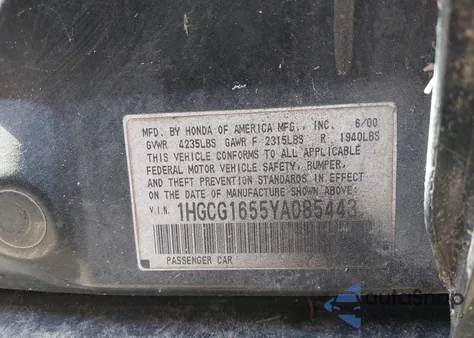 MFD. BY HONDA OF AMERICA MFG., INC. 6/00
GVWR 4235LBS GAWR F 2315LBS R 1940LBS
THIS VEHICLE CONFORMS TO ALL APPLICABLE
FEDERAL MOTOR VEHICLE SAFETY, BUMPER,
AND THEFT PREVENTION STANDARDS IN EFFECT
ON THE DATE OF MANUFACTURE SHOWN ABOVE:
V.I.N. 1HGCG1655YA085443
PASSENGER CAR
autoSnap